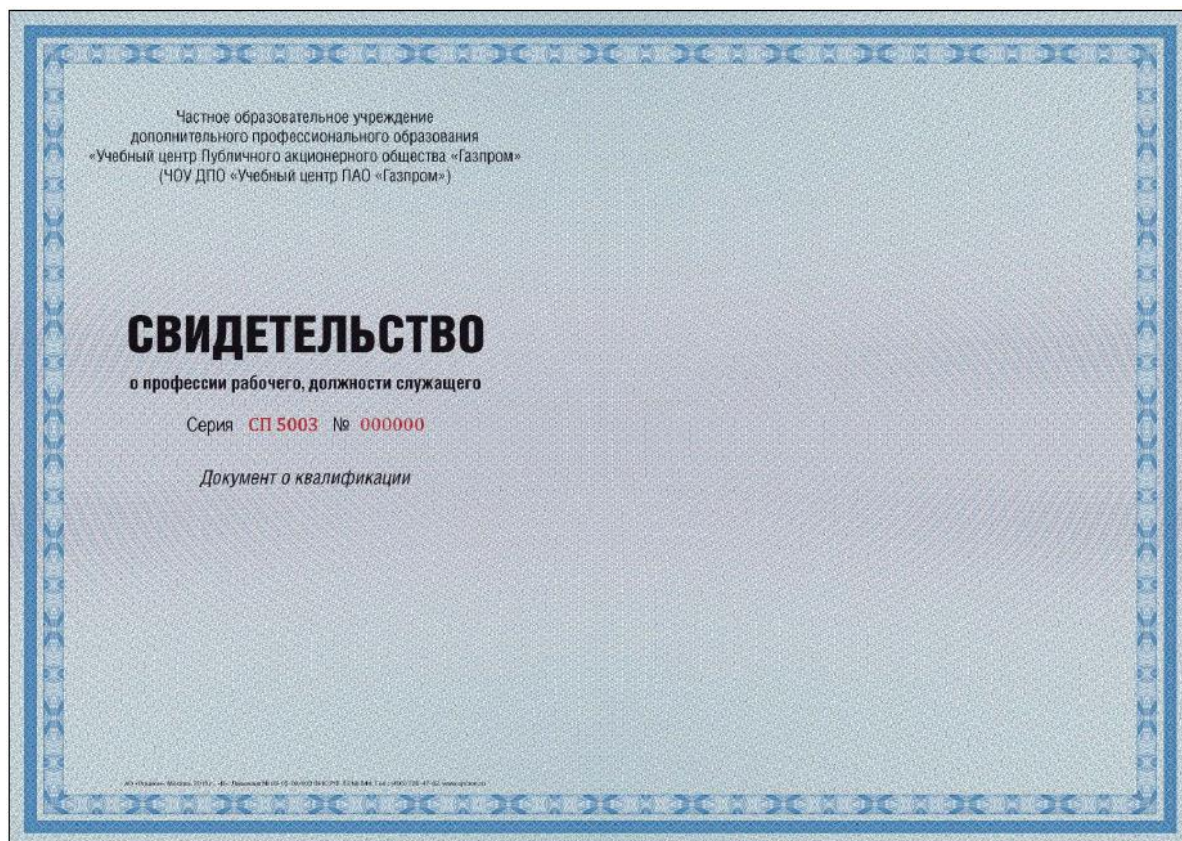 Частное образовательное учреждение
дополнительного профессионального образования
«Учебный центр Публичного акционерного общества «Газпром»
(ЧОУ ДПО «Учебный центр ПАО «Газпром»)
СВИДЕТЕЛЬСТВО
о профессии рабочего, должности служащего
Серия СП 5003 № 000000
Документ о квалификации